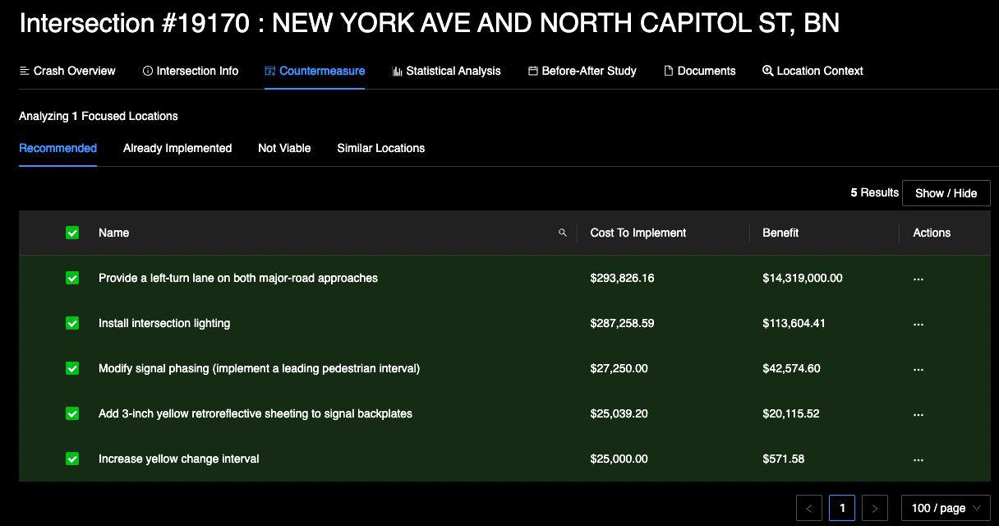 Intersection #19170 : NEW YORK AVE AND NORTH CAPITOL ST, BN
Crash Overview Intersection Info Countermeasure Statistical Analysis Before-After Study Documents Location Context
Analyzing 1 Focused Locations
Recommended Already Implemented Not Viable Similar Locations
5 Results Show / Hide
Name Cost To Implement Benefit Actions
Provide a left-turn lane on both major-road approaches $293,826.16 $14,319,000.00 ...
Install intersection lighting $287,258.59 $113,604.41 ...
Modify signal phasing (implement a leading pedestrian interval) $27,250.00 $42,574.60 ...
Add 3-inch yellow retroreflective sheeting to signal backplates $25,039.20 $20,115.52 ...
Increase yellow change interval $25,000.00 $571.58 ...
< 1 > 100 / page